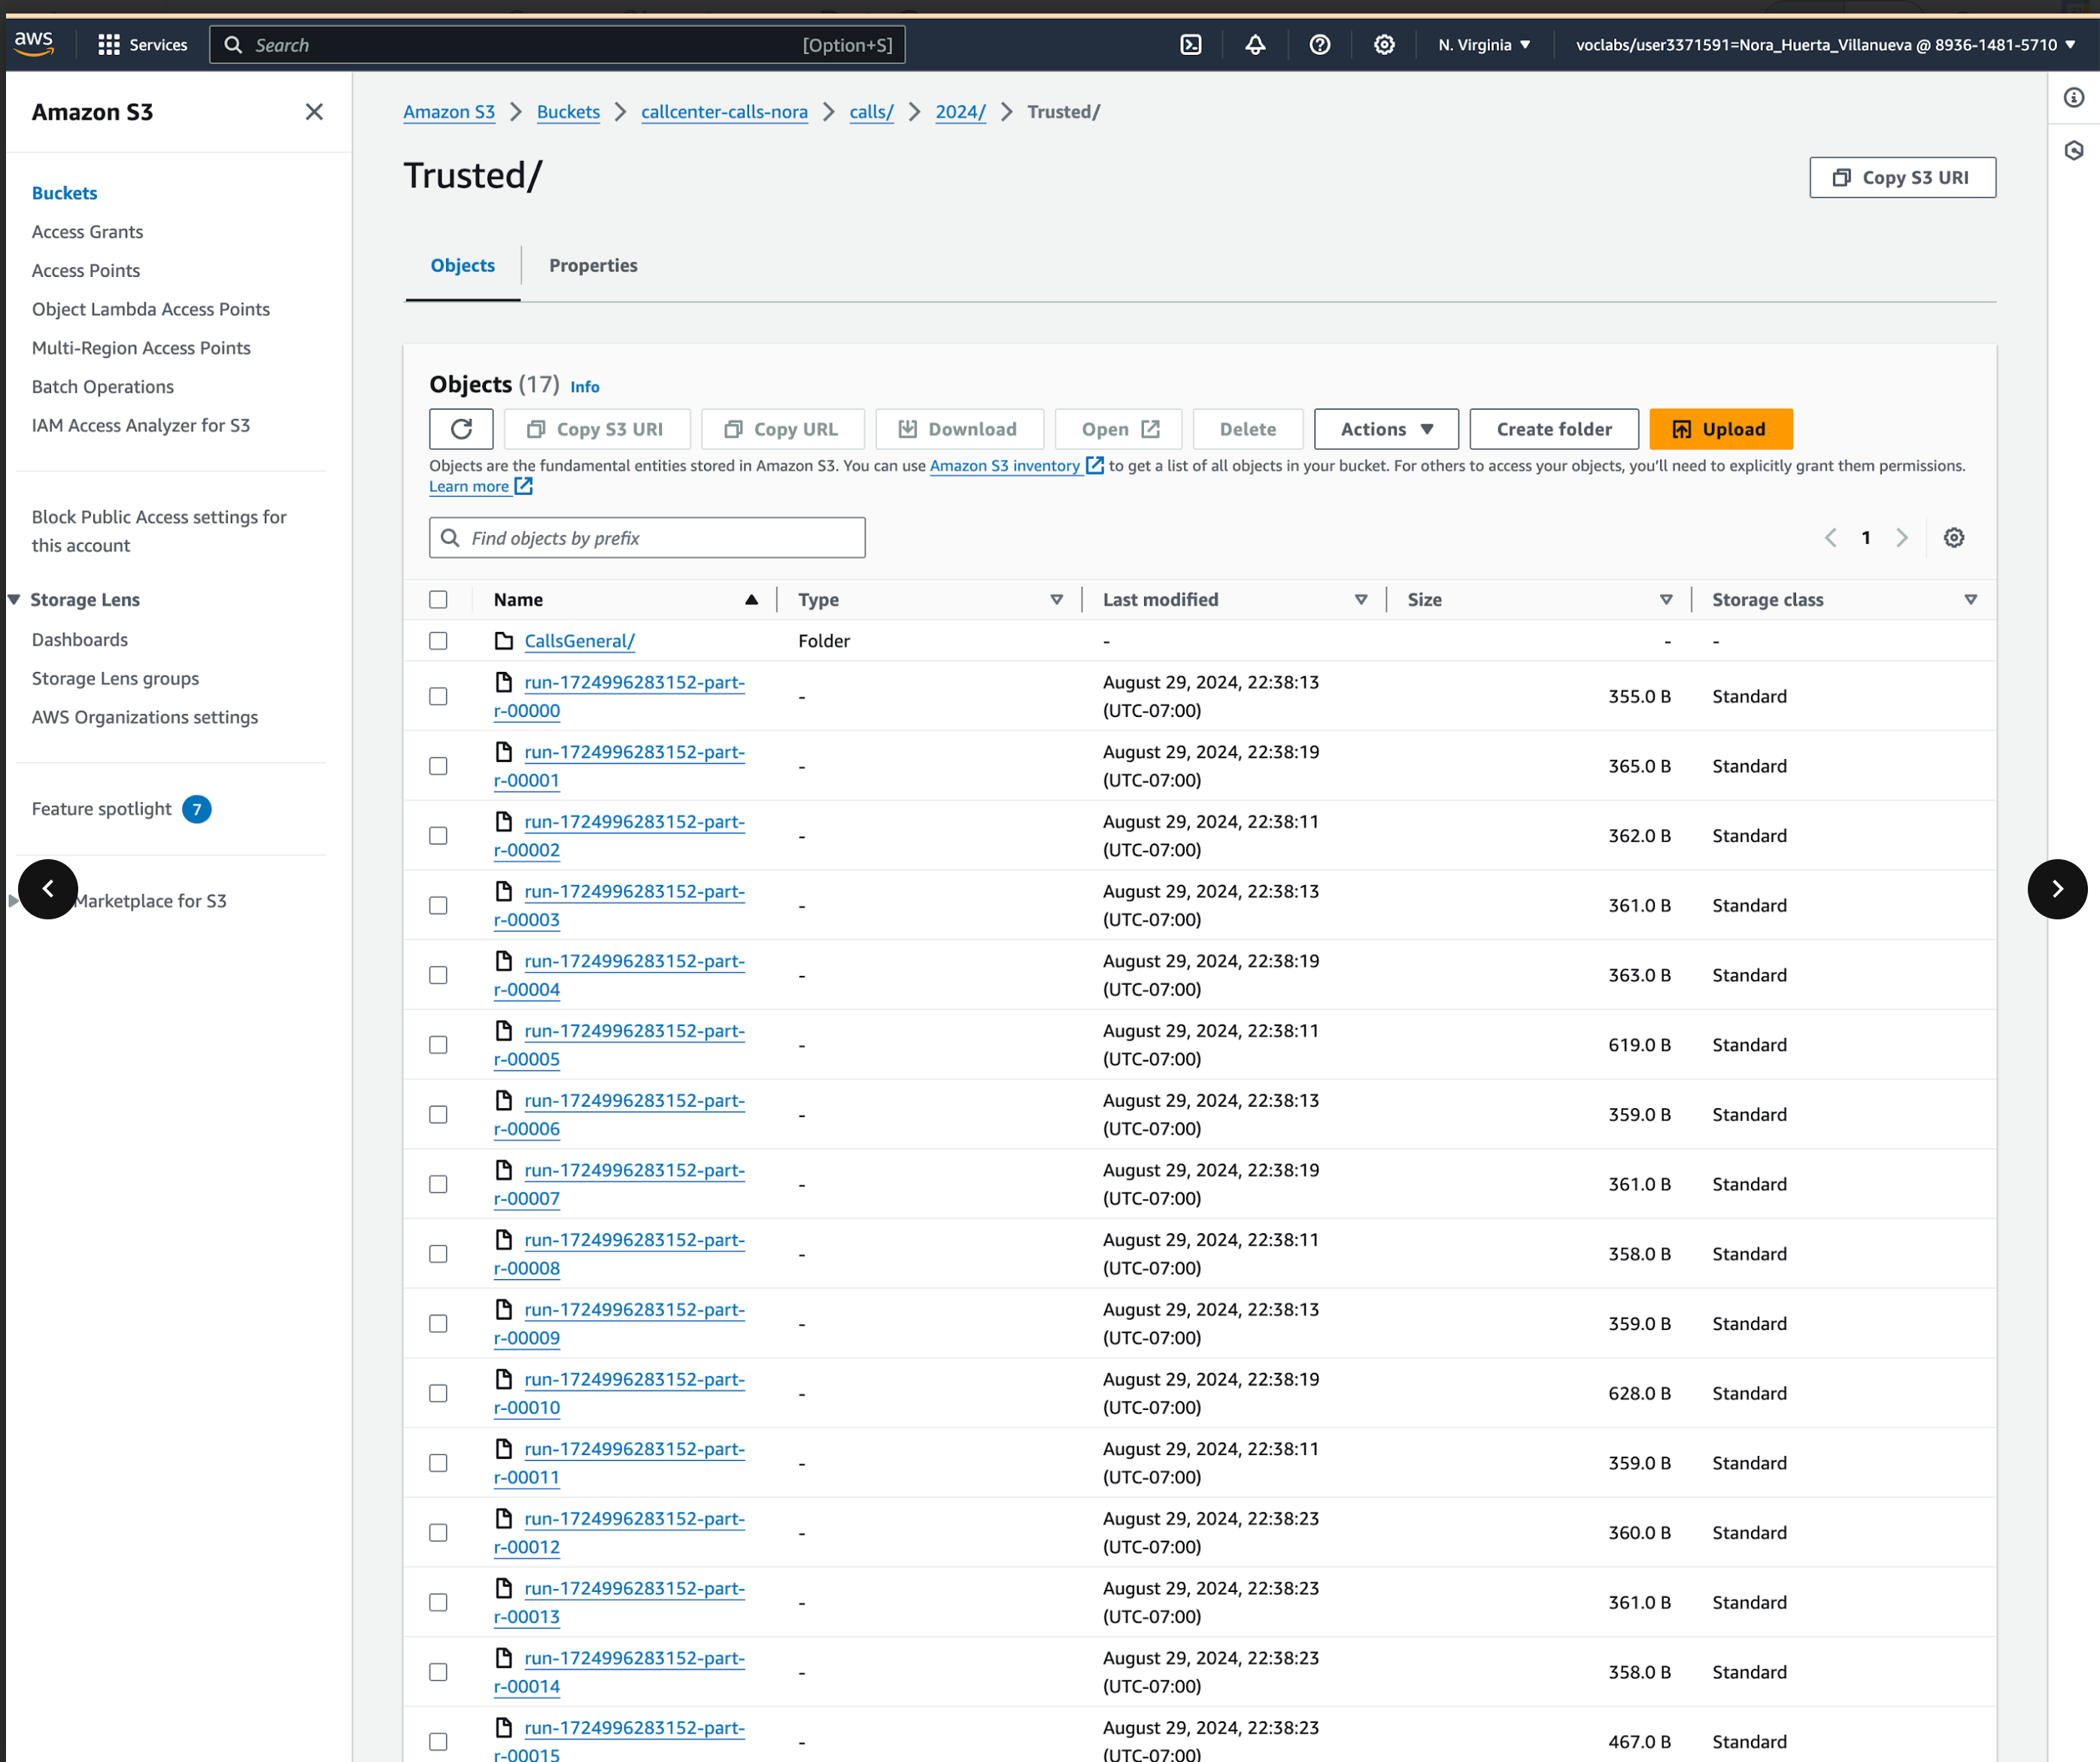 aws
Services
Search
[Option+S]
N. Virginia
voclabs/user3371591=Nora_Huerta_Villanueva @ 8936-1481-5710
Amazon S3
Buckets
Access Grants
Access Points
Object Lambda Access Points
Multi-Region Access Points
Batch Operations
IAM Access Analyzer for S3
Block Public Access settings for
this account
Storage Lens
Dashboards
Storage Lens groups
AWS Organizations settings
Feature spotlight 7
Marketplace for S3
Amazon S3 > Buckets > callcenter-calls-nora > calls/ > 2024/ > Trusted/
Trusted/
Copy S3 URI
Objects
Properties
Objects (17) Info
Copy S3 URI
Copy URL
Download
Open
Delete
Actions
Create folder
Upload
Objects are the fundamental entities stored in Amazon S3. You can use Amazon S3 inventory to get a list of all objects in your bucket. For others to access your objects, you'll need to explicitly grant them permissions.
Learn more
Find objects by prefix
1
Name Type Last modified Size Storage class
CallsGeneral/ Folder - - -
run-1724996283152-part- August 29, 2024, 22:38:13
r-00000 - (UTC-07:00) 355.0 B Standard
run-1724996283152-part- August 29, 2024, 22:38:19
r-00001 - (UTC-07:00) 365.0 B Standard
run-1724996283152-part- August 29, 2024, 22:38:11
r-00002 - (UTC-07:00) 362.0 B Standard
run-1724996283152-part- August 29, 2024, 22:38:13
r-00003 - (UTC-07:00) 361.0 B Standard
run-1724996283152-part- August 29, 2024, 22:38:19
r-00004 - (UTC-07:00) 363.0 B Standard
run-1724996283152-part- August 29, 2024, 22:38:11
r-00005 - (UTC-07:00) 619.0 B Standard
run-1724996283152-part- August 29, 2024, 22:38:13
r-00006 - (UTC-07:00) 359.0 B Standard
run-1724996283152-part- August 29, 2024, 22:38:19
r-00007 - (UTC-07:00) 361.0 B Standard
run-1724996283152-part- August 29, 2024, 22:38:11
r-00008 - (UTC-07:00) 358.0 B Standard
run-1724996283152-part- August 29, 2024, 22:38:13
r-00009 - (UTC-07:00) 359.0 B Standard
run-1724996283152-part- August 29, 2024, 22:38:19
r-00010 - (UTC-07:00) 628.0 B Standard
run-1724996283152-part- August 29, 2024, 22:38:11
r-00011 - (UTC-07:00) 359.0 B Standard
run-1724996283152-part- August 29, 2024, 22:38:23
r-00012 - (UTC-07:00) 360.0 B Standard
run-1724996283152-part- August 29, 2024, 22:38:23
r-00013 - (UTC-07:00) 361.0 B Standard
run-1724996283152-part- August 29, 2024, 22:38:23
r-00014 - (UTC-07:00) 358.0 B Standard
run-1724996283152-part- August 29, 2024, 22:38:23
r-00015 - (UTC-07:00) 467.0 B Standard